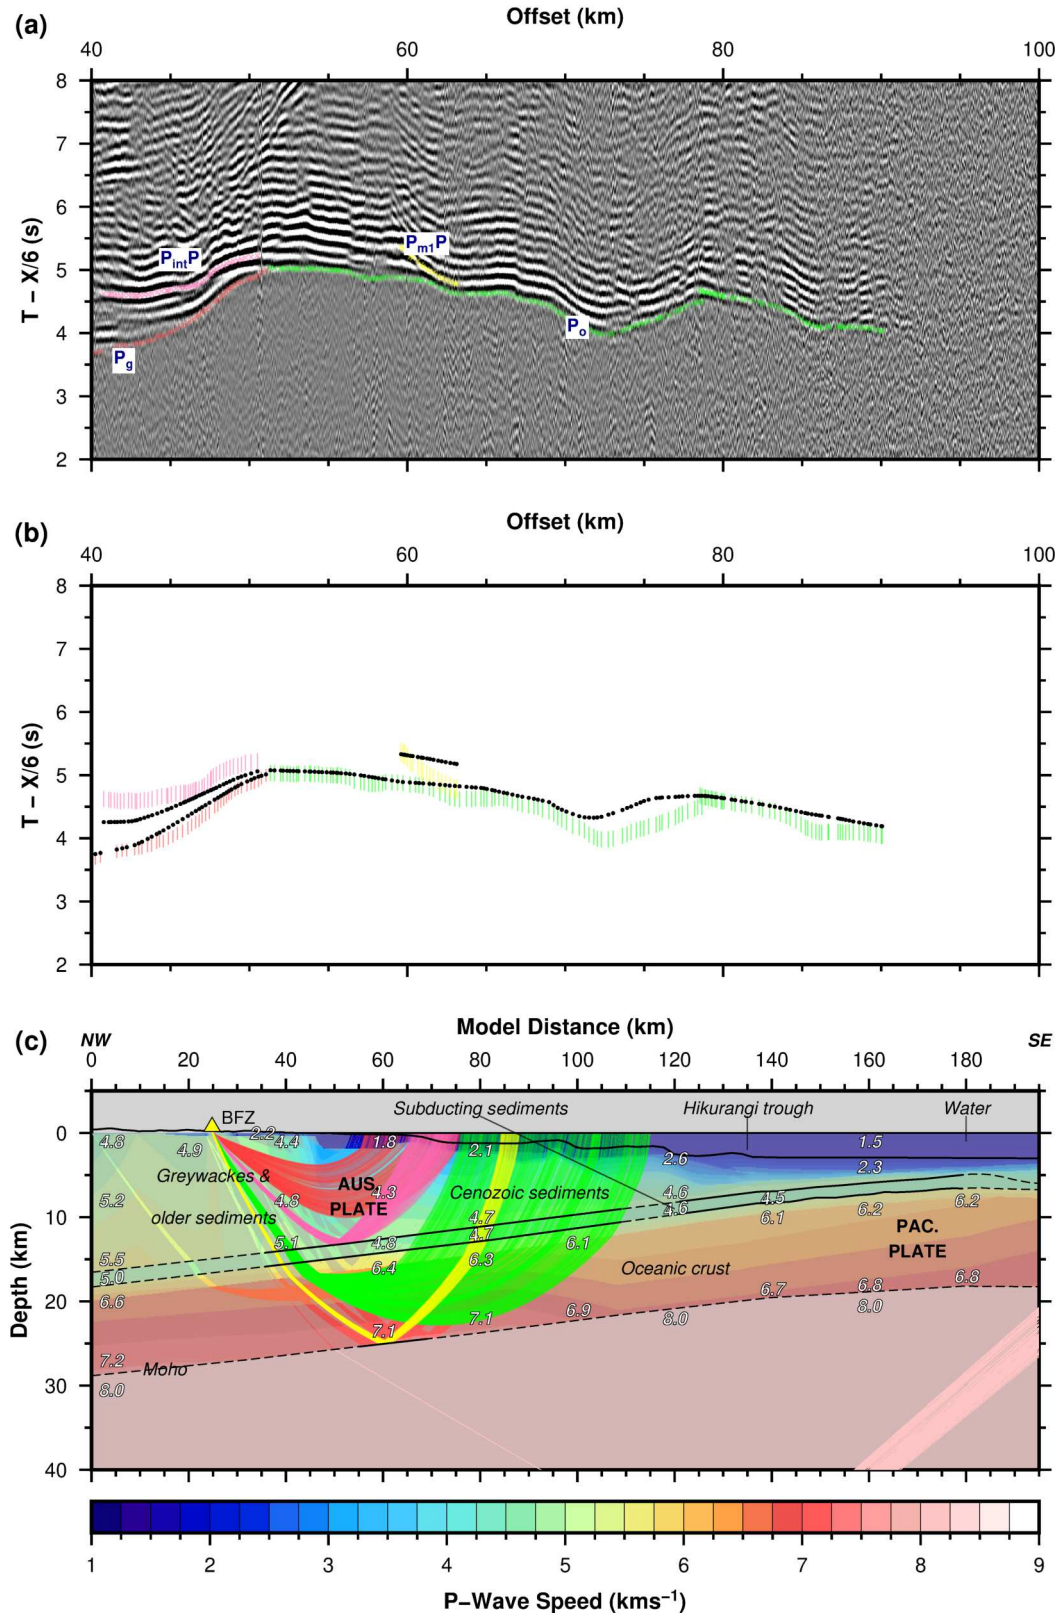 (a)
Offset (km)
40 60 80 100
8
7
6
5
4
3
2
T − X/6 (s)
PintP
Pm1P
Po
Pg
(b)
Offset (km)
40 60 80 100
8
7
6
5
4
3
2
T − X/6 (s)
(c)
Model Distance (km)
NW SE
0 20 40 60 80 100 120 140 160 180
BFZ Subducting sediments Hikurangi trough Water
0
10
20
30
40
Depth (km)
4.8 4.9 2.2 4.4 1.8 2.1 2.6 1.5
2.3
Greywackes &
older sediments
AUS.
PLATE
Cenozoic sediments
5.2 4.8 4.3 4.6 4.5
4.6 6.1 6.2 6.2
5.1 4.8 4.7
4.7 6.1
PAC.
PLATE
5.5
5.0 6.4 6.3
Oceanic crust
6.6 7.1 7.1 6.9 6.7 6.8 6.8
8.0 8.0
7.2 Moho
8.0
1 2 3 4 5 6 7 8 9
P−Wave Speed (kms−1)